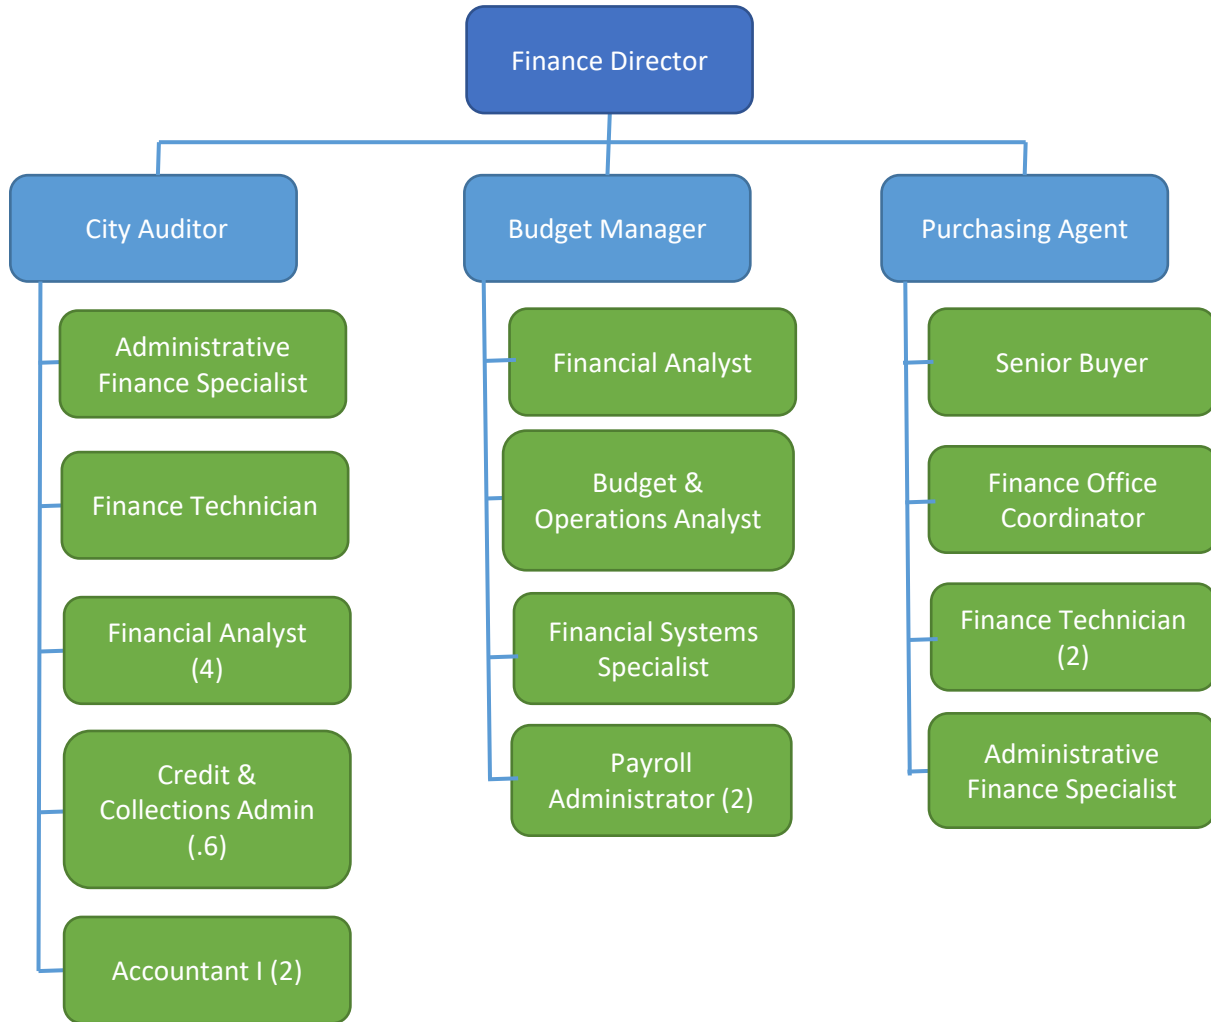 Finance Director
City Auditor
Budget Manager
Purchasing Agent
Administrative
Finance Specialist
Finance Technician
Financial Analyst
(4)
Credit &
Collections Admin
(.6)
Accountant I (2)
Financial Analyst
Budget &
Operations Analyst
Financial Systems
Specialist
Payroll
Administrator (2)
Senior Buyer
Finance Office
Coordinator
Finance Technician
(2)
Administrative
Finance Specialist